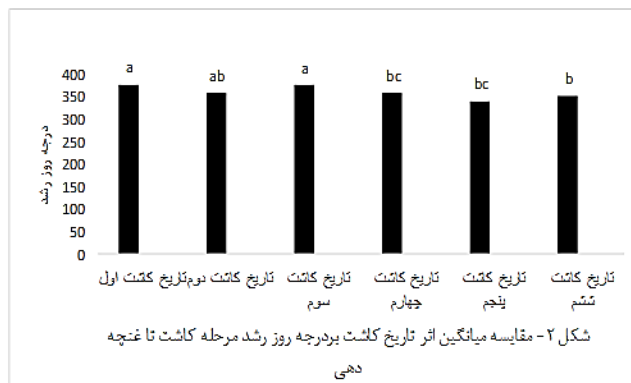 a ab a bc bc b
400
350
300
250
200
150
100
50
0
درجه روز رشد
تاریخ کاشت اول
تاریخ کاشت دوم
تاریخ کاشت
سوم
تاریخ کاشت
چهارم
تاریخ کاشت
پنجم
تاریخ کاشت
ششم
شکل ۲- مقایسه میانگین اثر تاریخ کاشت بردرجه روز رشد مرحله کاشت تا غنچه
دهی